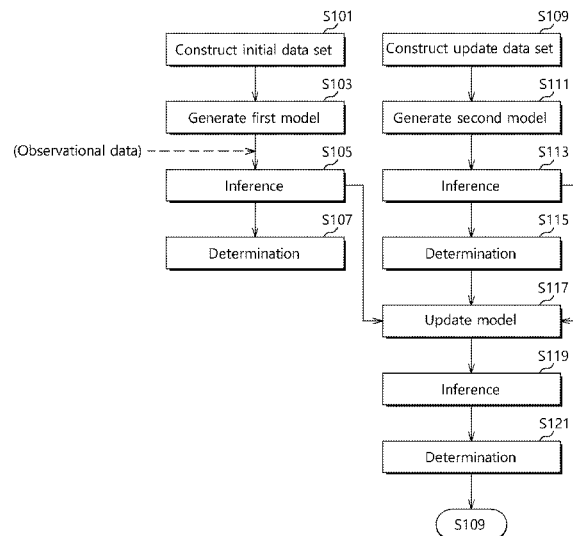 S101
Construct initial data set
S103
Generate first model
(Observational data)
S105
Inference
S107
Determination
S109
Construct update data set
S111
Generate second model
S113
Inference
S115
Determination
S117
Update model
S119
Inference
S121
Determination
S109